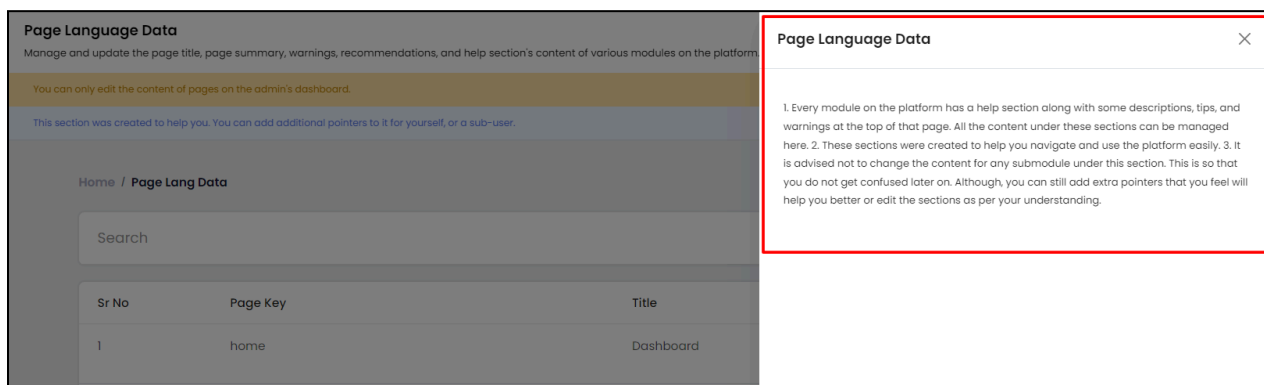 Page Language Data
Manage and update the page title, page summary, warnings, recommendations, and help section's content of various modules on the platform.
You can only edit the content of pages on the admin's dashboard.
This section was created to help you. You can add additional pointers to it for yourself, or a sub-user.
Home / Page Lang Data
Search
Sr No Page Key Title
1 home Dashboard
Page Language Data
1. Every module on the platform has a help section along with some descriptions, tips, and
warnings at the top of that page. All the content under these sections can be managed
here. 2. These sections were created to help you navigate and use the platform easily. 3. It
is advised not to change the content for any submodule under this section. This is so that
you do not get confused later on. Although, you can still add extra pointers that you feel will
help you better or edit the sections as per your understanding.